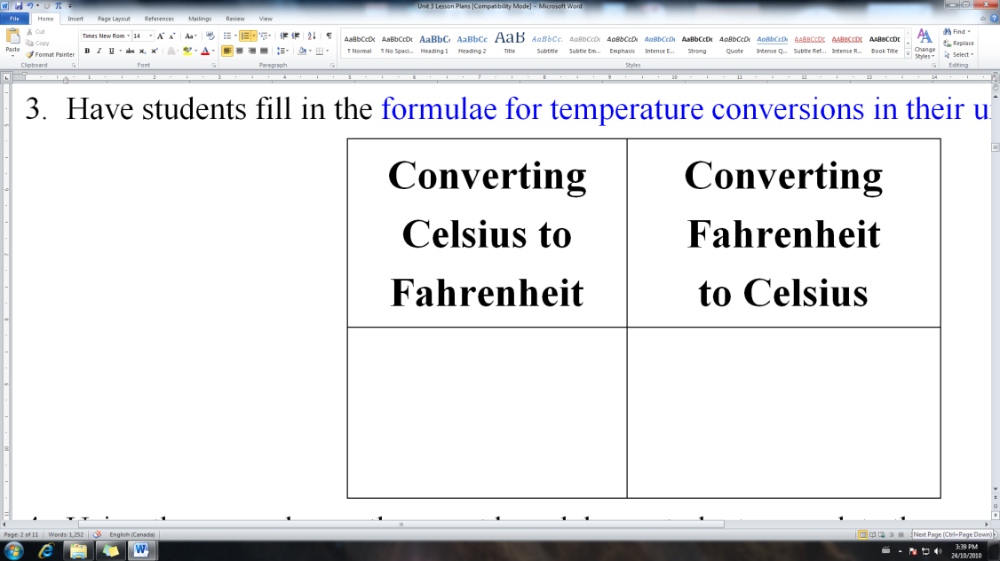 Unit 3 Lesson Plans [Compatibility Mode] - Microsoft Word
File Home Insert Page Layout References Mailings Review View
Paste
Cut
Copy
Format Painter
Clipboard
Times New Rom 14
Font
Paragraph
AaBbCcDc AaBbCcDc AaBbC AaBbCc AaB AaBbCc. AaBbCcDc AaBbCcDc AaBbCcDc AaBbCcDc AaBbCcDc AaBbCcDc AaBbCcDc AaBbCcDc AaBbCcDc
¶ Normal ¶ No Spaci... Heading 1 Heading 2 Title Subtitle Subtle Em... Emphasis Intense E... Strong Quote Intense Q... Subtle Ref... Intense R... Book Title
Styles
Change Styles
Find
Replace
Select
Editing
3. Have students fill in the formulae for temperature conversions in their u
Converting
Celsius to
Fahrenheit
Converting
Fahrenheit
to Celsius
Page: 2 of 11 Words: 1,252 English (Canada)
Next Page (Ctrl+Page Down)
3:39 PM
24/10/2010